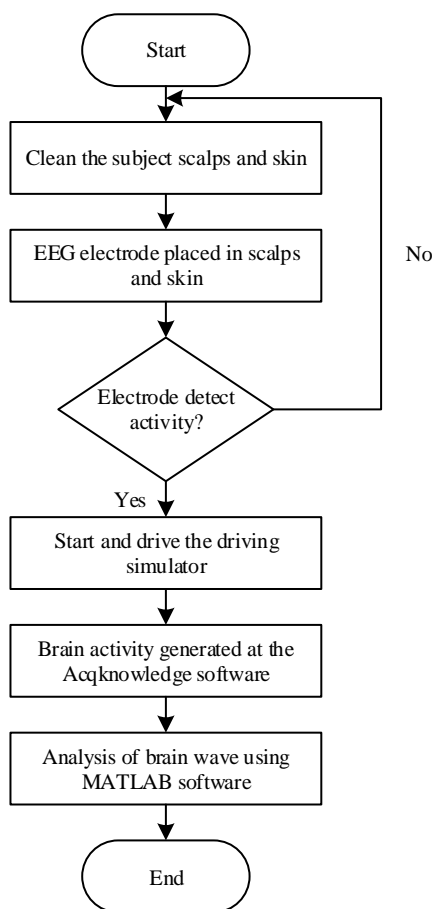 Start
Clean the subject scalps and skin
EEG electrode placed in scalps
and skin
No
Electrode detect
activity?
Yes
Start and drive the driving
simulator
Brain activity generated at the
Acqknowledge software
Analysis of brain wave using
MATLAB software
End